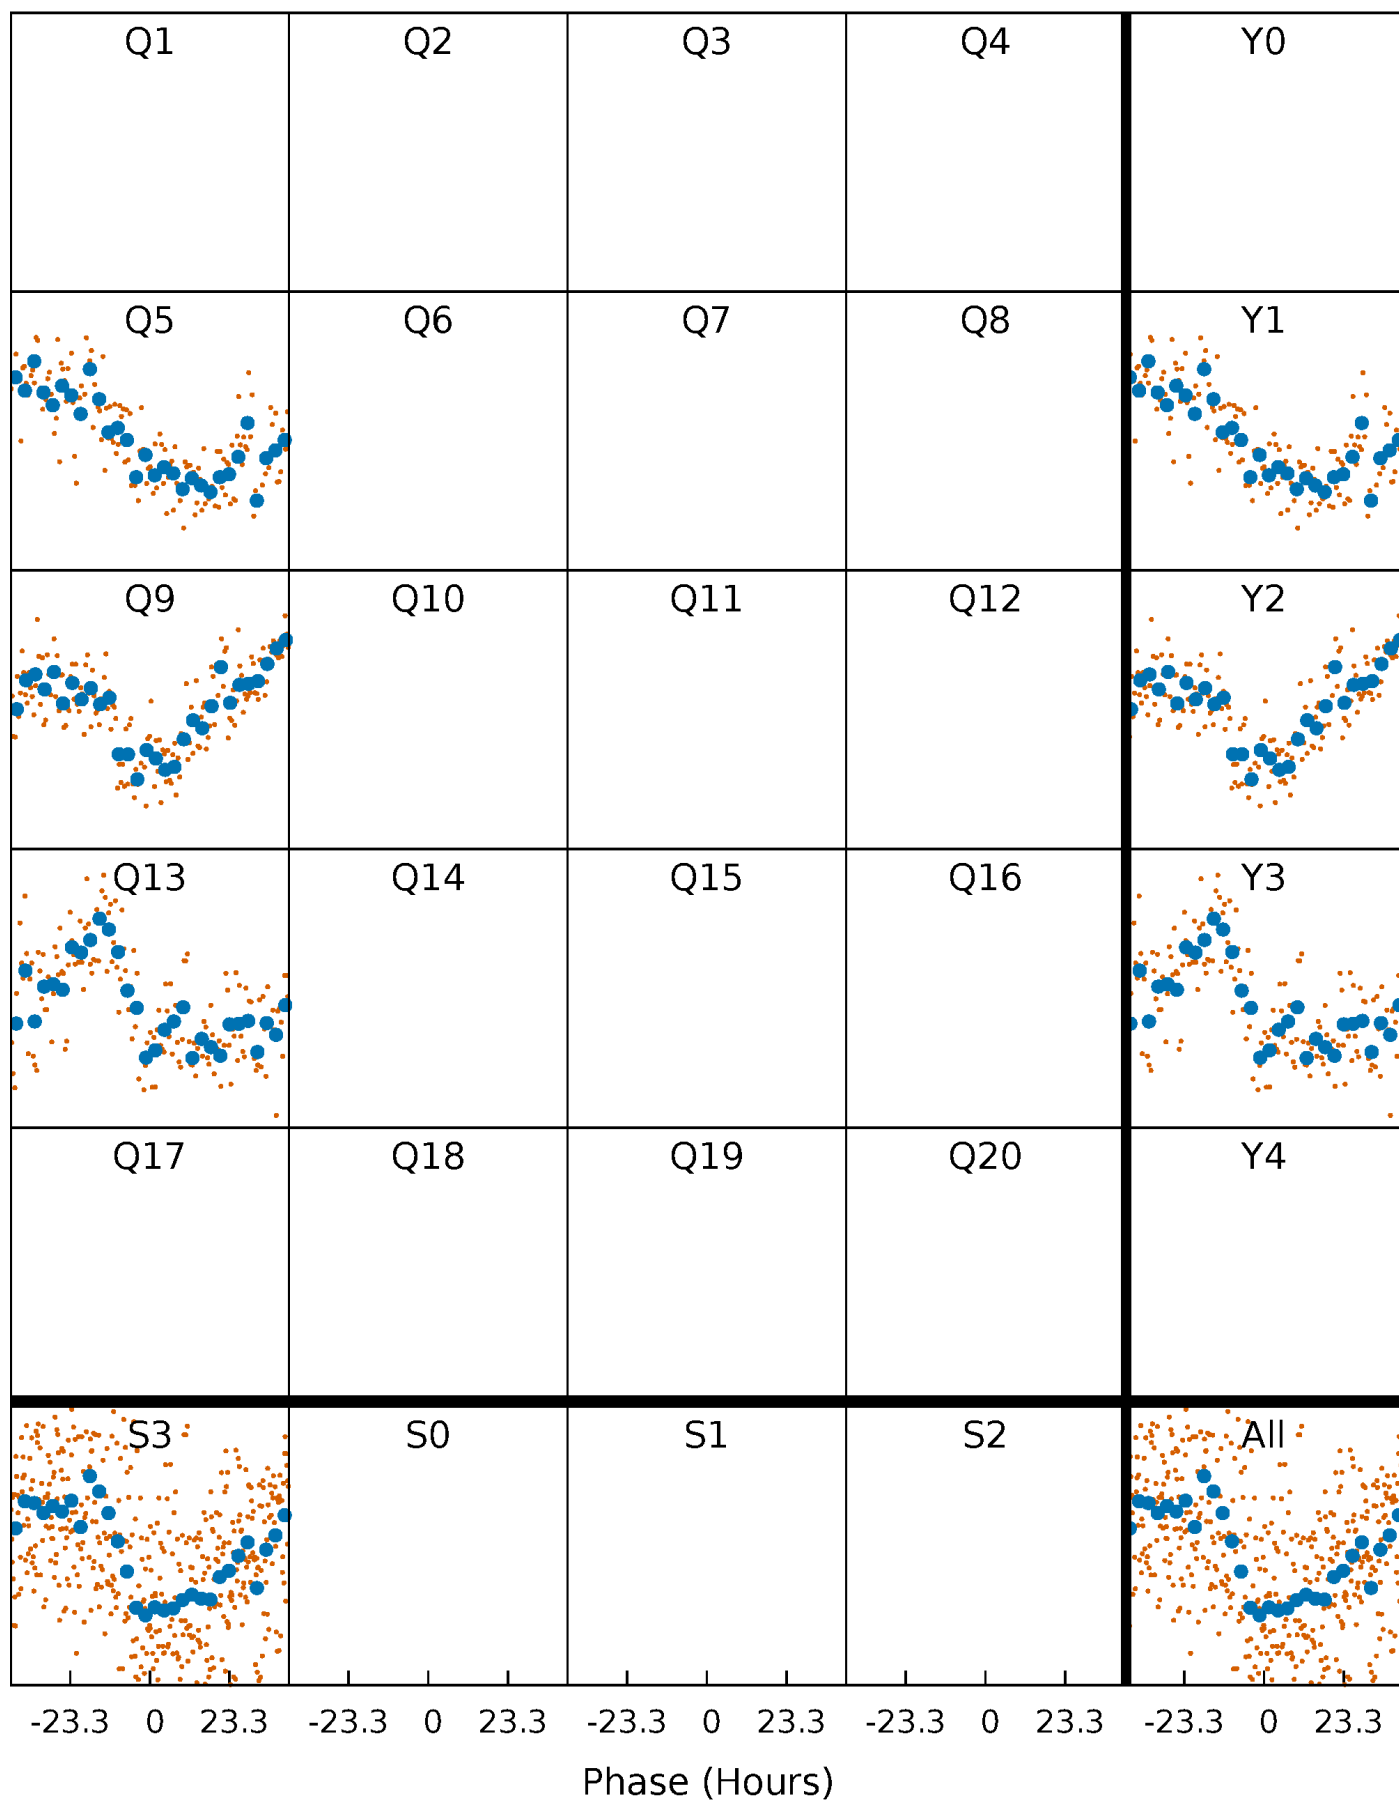 Q1 Q2 Q3 Q4 Y0
Q5 Q6 Q7 Q8 Y1
Q9 Q10 Q11 Q12 Y2
Q13 Q14 Q15 Q16 Y3
Q17 Q18 Q19 Q20 Y4
S3 S0 S1 S2 All
-23.3 0 23.3 -23.3 0 23.3 -23.3 0 23.3 -23.3 0 23.3 -23.3 0 23.3
Phase (Hours)